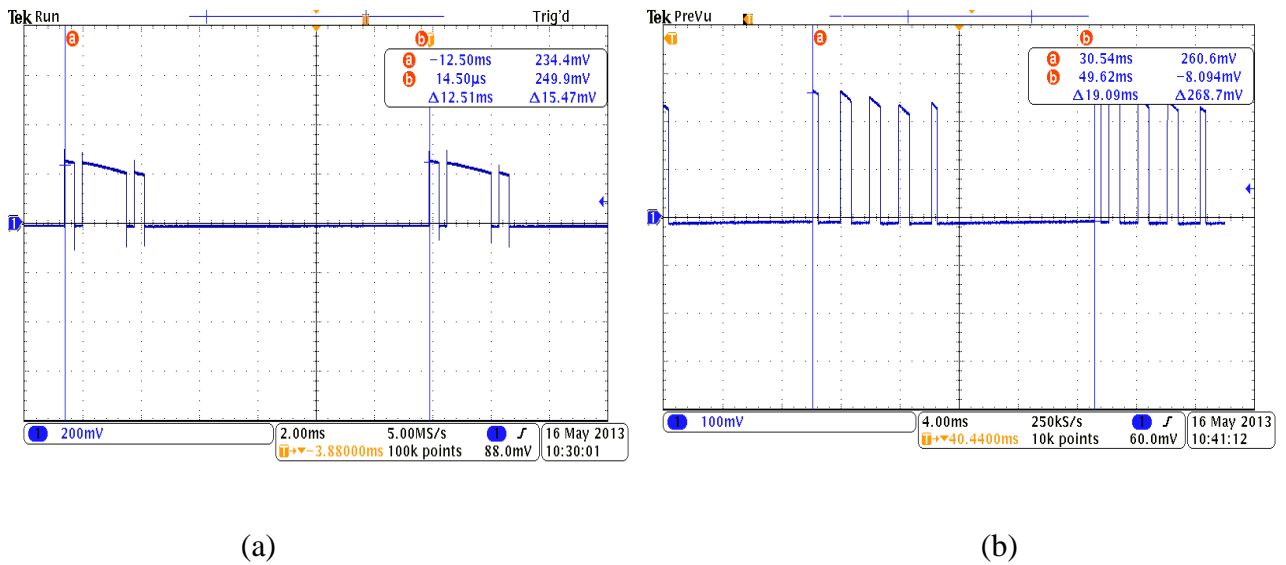 Tek Run Trig'd
a b T
a −12.50ms 234.4mV
b 14.50µs 249.9mV
Δ12.51ms Δ15.47mV
1
1 200mV
2.00ms 5.00MS/s 1 ʃ
T→▼−3.88000ms 100k points 88.0mV
16 May 2013
10:30:01
(a)
Tek PreVu
T T a b
a 30.54ms 260.6mV
b 49.62ms −8.094mV
Δ19.09ms Δ268.7mV
1
1 100mV
4.00ms 250kS/s 1 ʃ
T→▼40.4400ms 10k points 60.0mV
16 May 2013
10:41:12
(b)